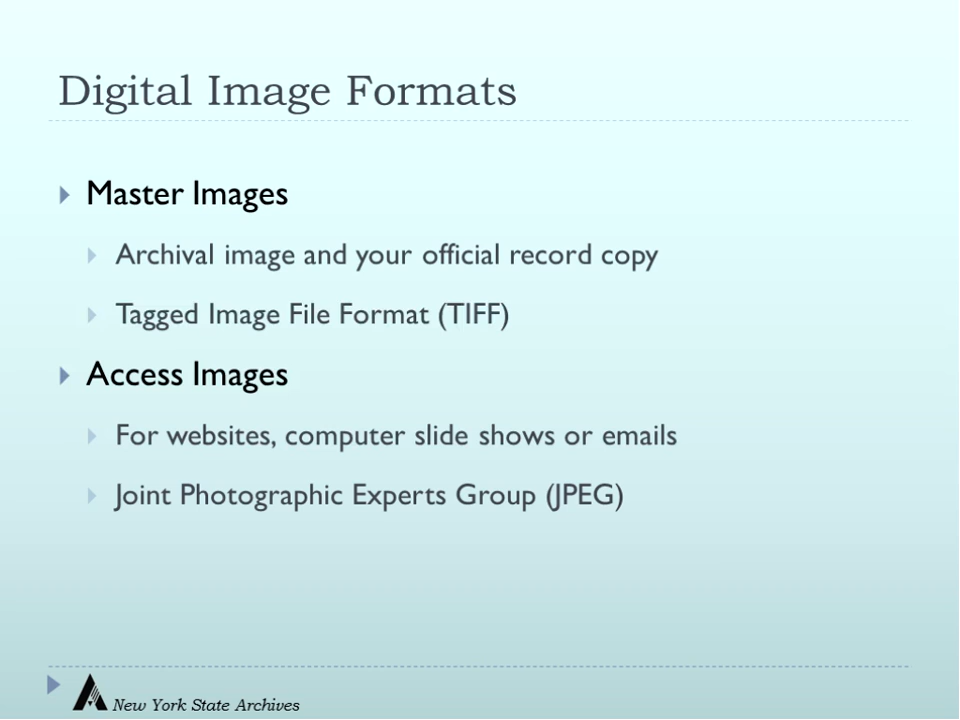 Digital Image Formats
Master Images
Archival image and your official record copy
Tagged Image File Format (TIFF)
Access Images
For websites, computer slide shows or emails
Joint Photographic Experts Group (JPEG)
New York State Archives